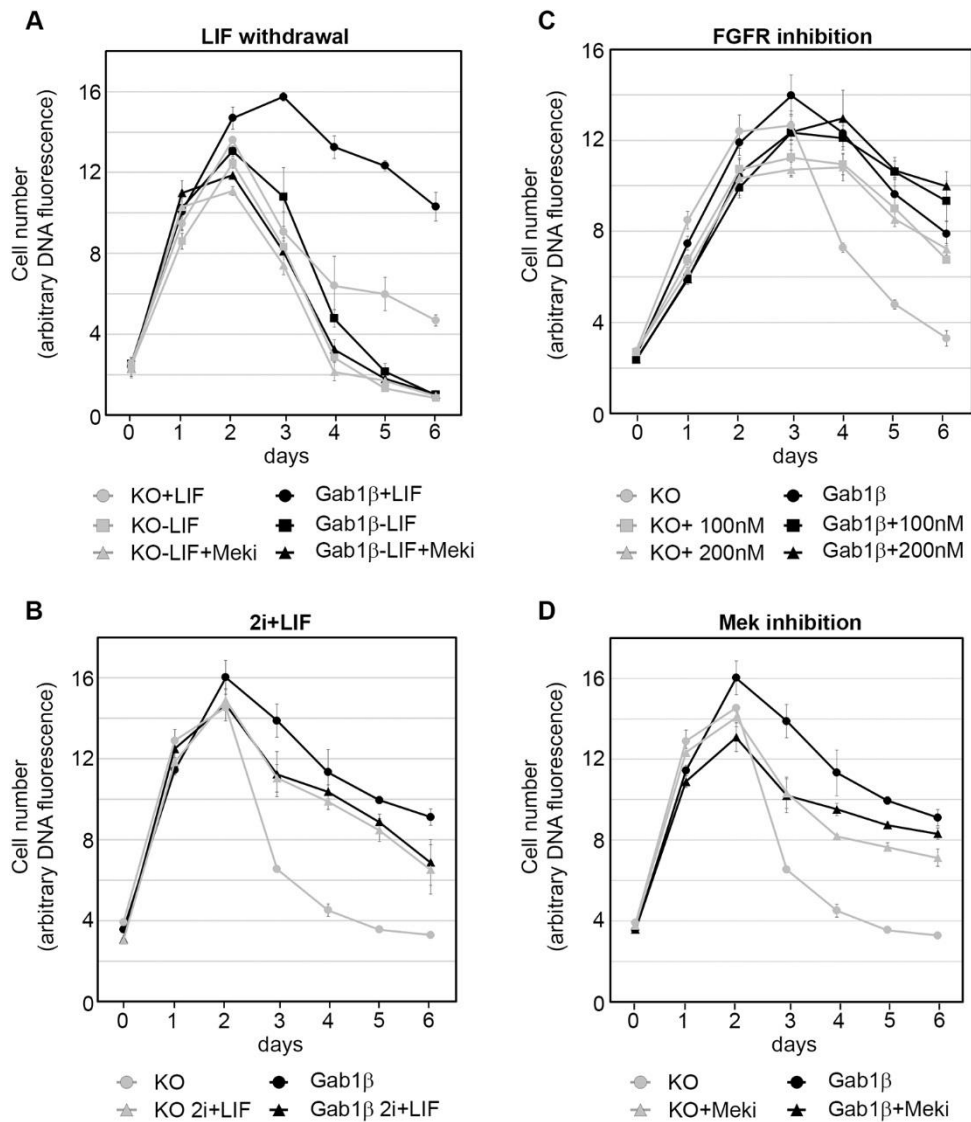 A
LIF withdrawal
Cell number
(arbitrary DNA fluorescence)
16
12
8
4
0
0 1 2 3 4 5 6
days
KO+LIF Gab1β+LIF
KO-LIF Gab1β-LIF
KO-LIF+Meki Gab1β-LIF+Meki
C
FGFR inhibition
Cell number
(arbitrary DNA fluorescence)
16
12
8
4
0
0 1 2 3 4 5 6
days
KO Gab1β
KO+ 100nM Gab1β+100nM
KO+ 200nM Gab1β+200nM
B
2i+LIF
Cell number
(arbitrary DNA fluorescence)
16
12
8
4
0
0 1 2 3 4 5 6
days
KO Gab1β
KO 2i+LIF Gab1β 2i+LIF
D
Mek inhibition
Cell number
(arbitrary DNA fluorescence)
16
12
8
4
0
0 1 2 3 4 5 6
days
KO Gab1β
KO+Meki Gab1β+Meki